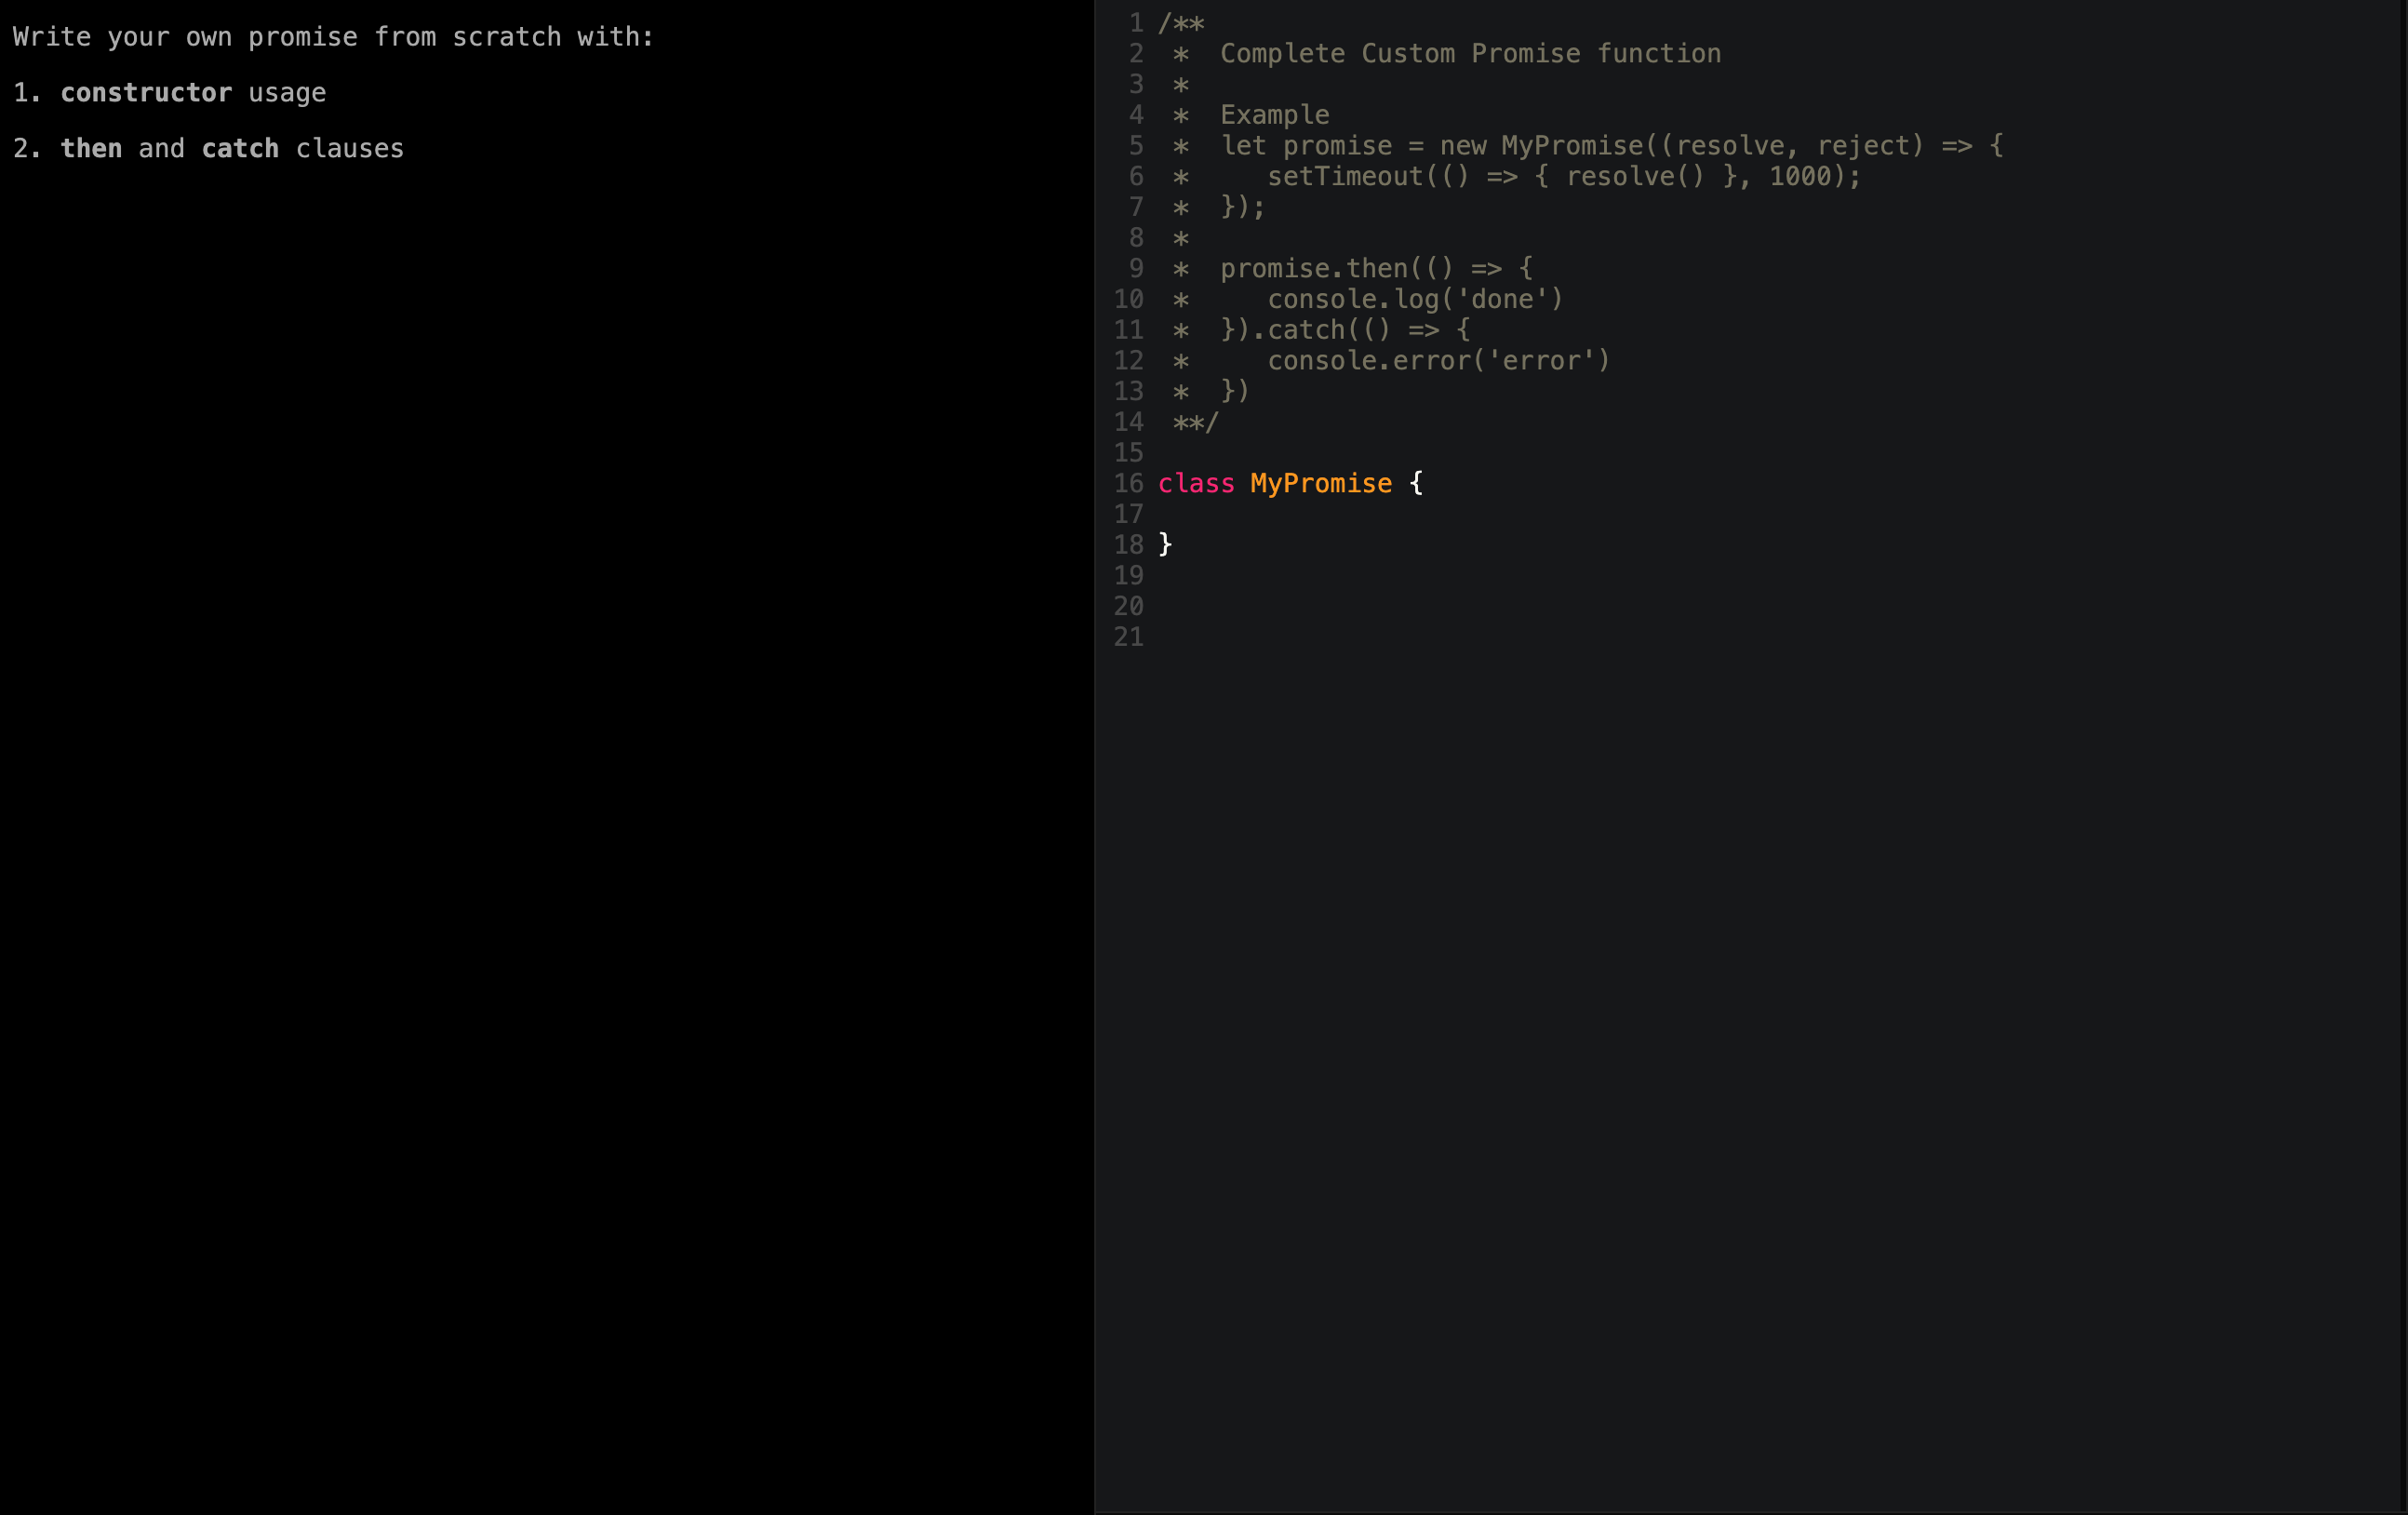 Write your own promise from scratch with:
1. constructor usage
2. then and catch clauses
1 /**
2  *  Complete Custom Promise function
3  *
4  *  Example
5  *  let promise = new MyPromise((resolve, reject) => {
6  *     setTimeout(() => { resolve() }, 1000);
7  *  });
8  *
9  *  promise.then(() => {
10  *     console.log('done')
11  *  }).catch(() => {
12  *     console.error('error')
13  *  })
14  **/
15
16 class MyPromise {
17
18 }
19
20
21